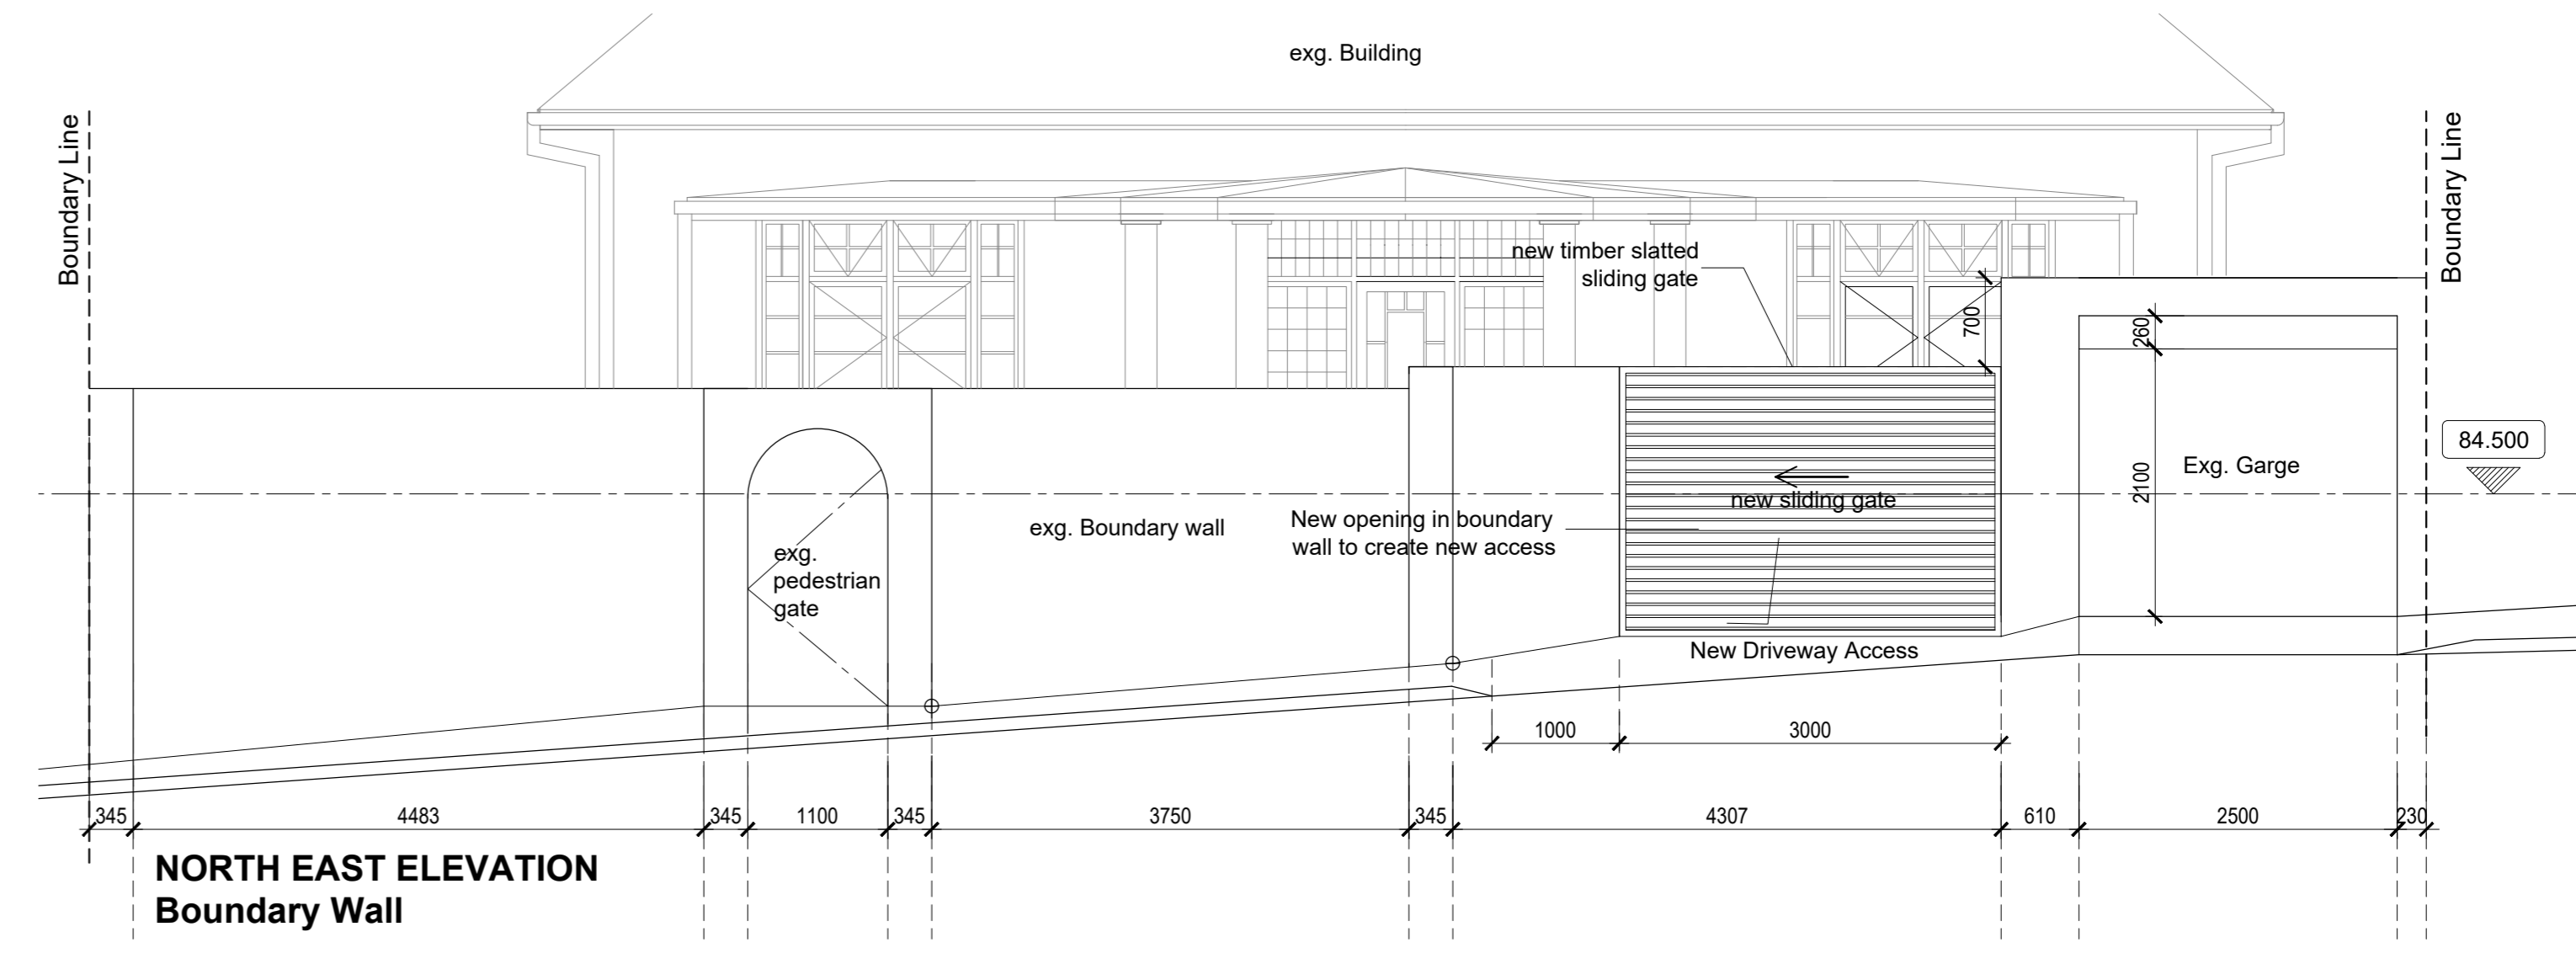 exg. Building
Boundary Line
Boundary Line
new timber slatted
sliding gate
700
260
84.500
Exg. Garge
2100
new sliding gate
New opening in boundary
wall to create new access
exg. Boundary wall
exg.
pedestrian
gate
New Driveway Access
1000
3000
345
4483
345
1100
345
3750
345
4307
610
2500
230
NORTH EAST ELEVATION
Boundary Wall